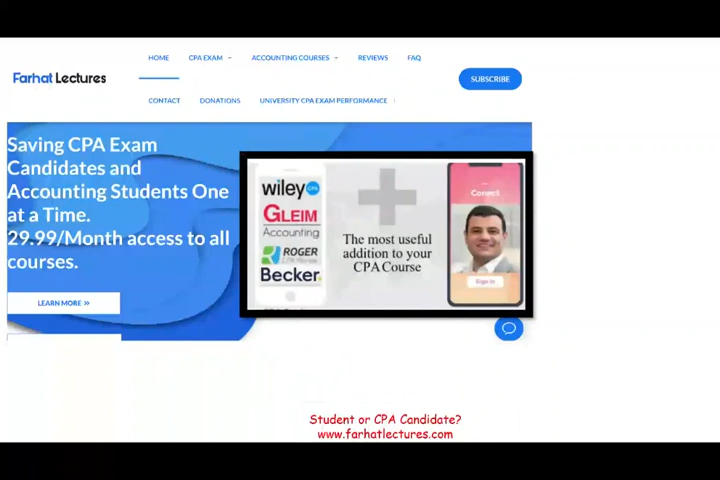 HOME CPA EXAM ACCOUNTING COURSES REVIEWS FAQ
Farhat Lectures
SUBSCRIBE
CONTACT DONATIONS UNIVERSITY CPA EXAM PERFORMANCE
Saving CPA Exam
Candidates and
Accounting Students One
at a Time.
29.99/Month access to all
courses.
LEARN MORE »
wiley CPA
GLEIM
Accounting
ROGER
CPA Review
Becker.
The most useful
addition to your
CPA Course
Conect
Sign in
Student or CPA Candidate?
www.farhatlectures.com